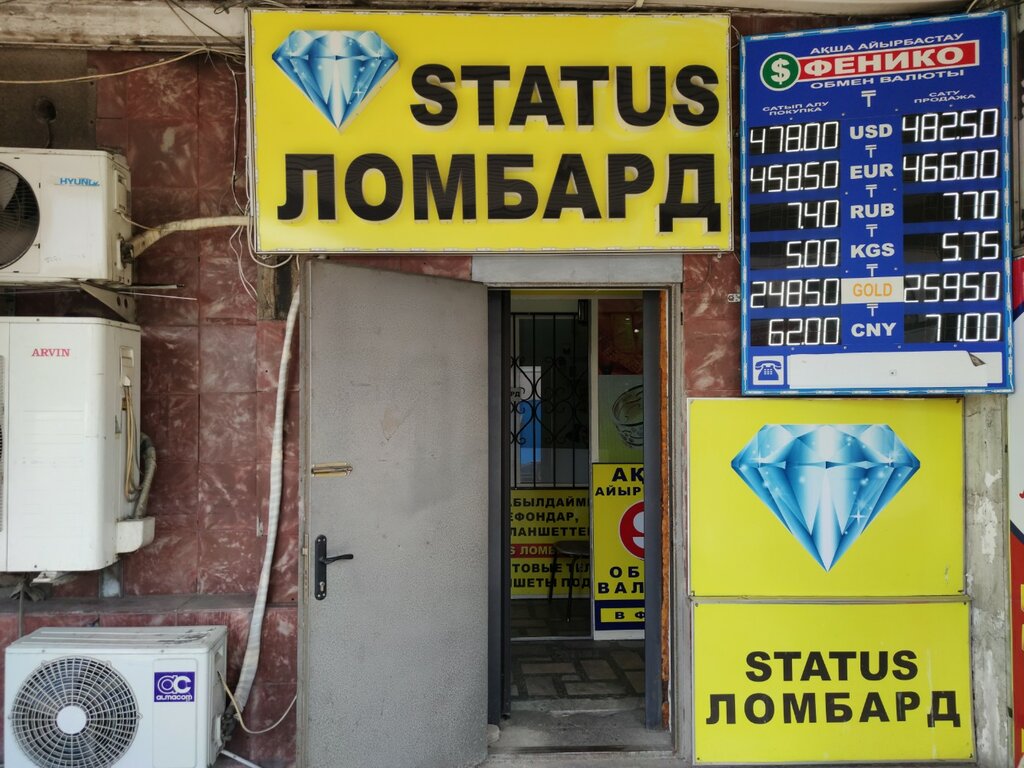 STATUS
ЛОМБАРД
АҚША АЙЫРБАСТАУ
$ ФЕНИКО
ОБМЕН ВАЛЮТЫ
₸
САТЫП АЛУ
ПОКУПКА
САТУ
ПРОДАЖА
478.00 USD 482.50
₸
458.50 EUR 466.00
₸
7.40 RUB 7.70
₸
5.00 KGS 5.75
₸
24850 GOLD 25950
₸
62.00 CNY 71.00
HYUNDAI
ARVIN
almacom
STATUS
ЛОМБАРД